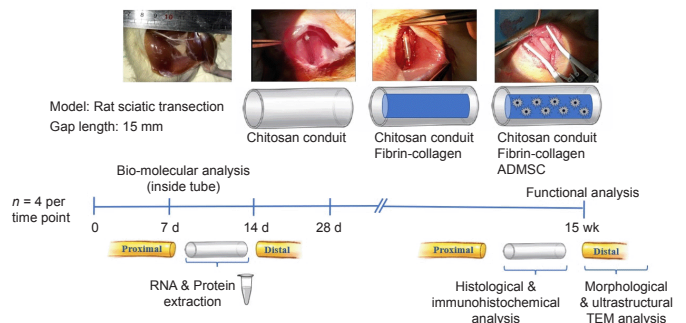 Model: Rat sciatic transection
Gap length: 15 mm
Chitosan conduit
Chitosan conduit
Fibrin-collagen
Chitosan conduit
Fibrin-collagen
ADMSC
n = 4 per
time point
Bio-molecular analysis
(inside tube)
Functional analysis
0
7 d
14 d
28 d
15 wk
Proximal
Distal
Proximal
Distal
RNA & Protein
extraction
Histological &
immunohistochemical
analysis
Morphological
& ultrastructural
TEM analysis